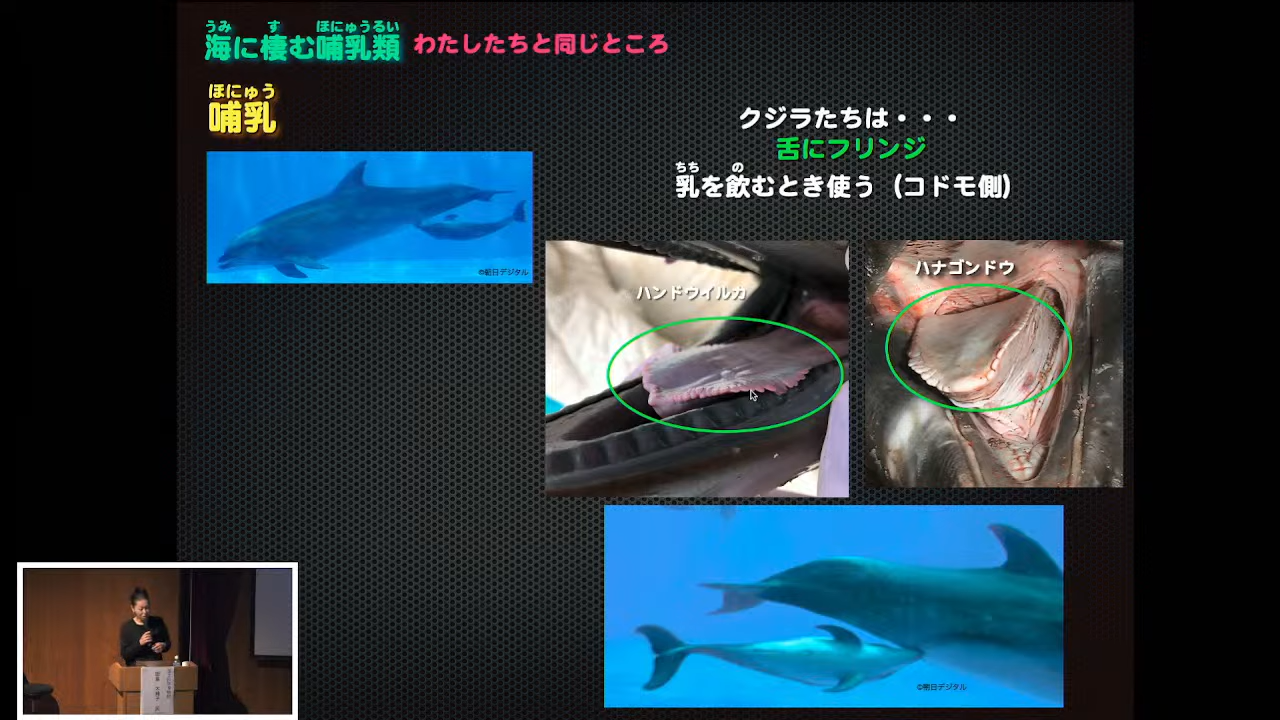 うみ す ほにゅうるい
海に棲む哺乳類 わたしたちと同じところ
ほにゅう
哺乳
クジラたちは・・・
舌にフリンジ
ちち の
乳を飲むとき使う（コドモ側）
©朝日デジタル
ハンドウイルカ
ハナゴンドウ
©朝日デジタル